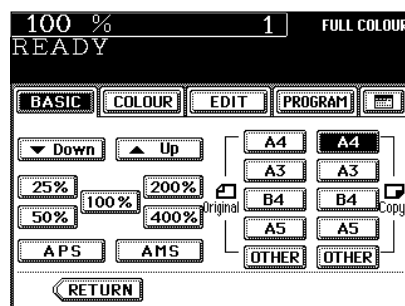 100 % 1 FULL COLOUR
READY
BASIC COLOUR EDIT PROGRAM
Down Up
25% 200%
100%
50% 400%
APS AMS
Original
A4 A4
A3 A3
B4 B4
A5 A5
OTHER OTHER
Copy
RETURN